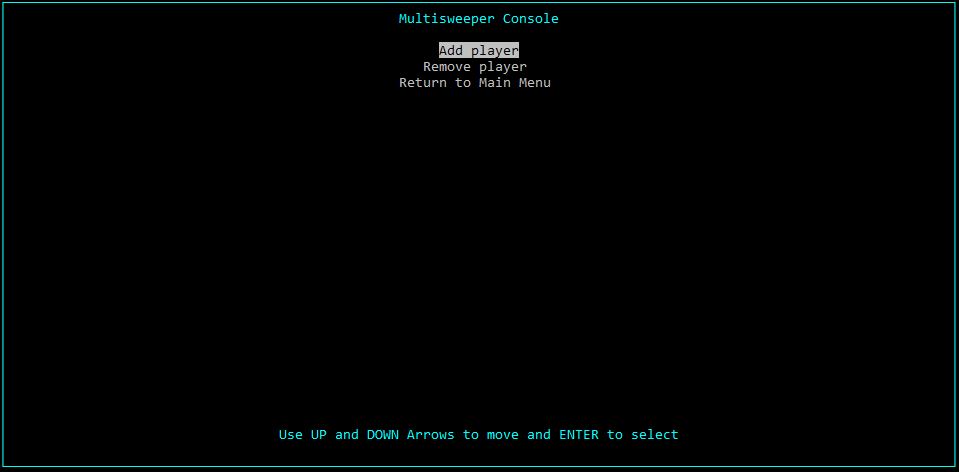 Multisweeper Console
Add player
Remove player
Return to Main Menu
Use UP and DOWN Arrows to move and ENTER to select